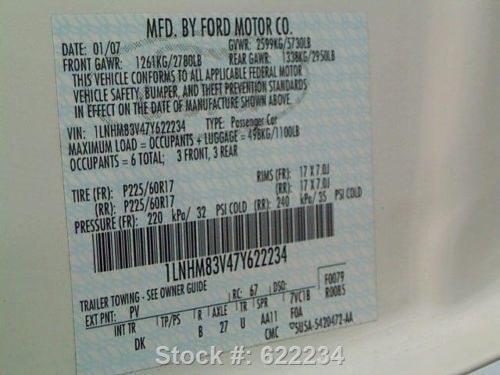 MFD. BY FORD MOTOR CO.
DATE: 01/07 GVWR: 2599KG/5730LB
FRONT GAWR: 1261KG/2780LB REAR GAWR: 1338KG/2950LB
THIS VEHICLE CONFORMS TO ALL APPLICABLE FEDERAL MOTOR
VEHICLE SAFETY, BUMPER, AND THEFT PREVENTION STANDARDS
IN EFFECT ON THE DATE OF MANUFACTURE SHOWN ABOVE.
VIN: 1LNHM83V47Y622234 TYPE: Passenger Car
MAXIMUM LOAD = OCCUPANTS + LUGGAGE = 498KG/1100LB
OCCUPANTS = 6 TOTAL; 3 FRONT, 3 REAR
TIRE (FR): P225/60R17 RIMS (FR): 17 X 7.0J
(RR): P225/60R17 (RR): 17 X 7.0J
PRESSURE (FR): 220 kPa/ 32 PSI COLD (RR): 240 kPa/ 35 PSI COLD
1LNHM83V47Y622234
TRAILER TOWING - SEE OWNER GUIDE RC: 67 DSO: F0079
EXT PNT: PV R0085
INT TR TP/PS R AXLE TR SPR 7VC1B
DK B 27 U AA11 FOA
CMC 5U5A-5420472-AA
Stock #: 622234